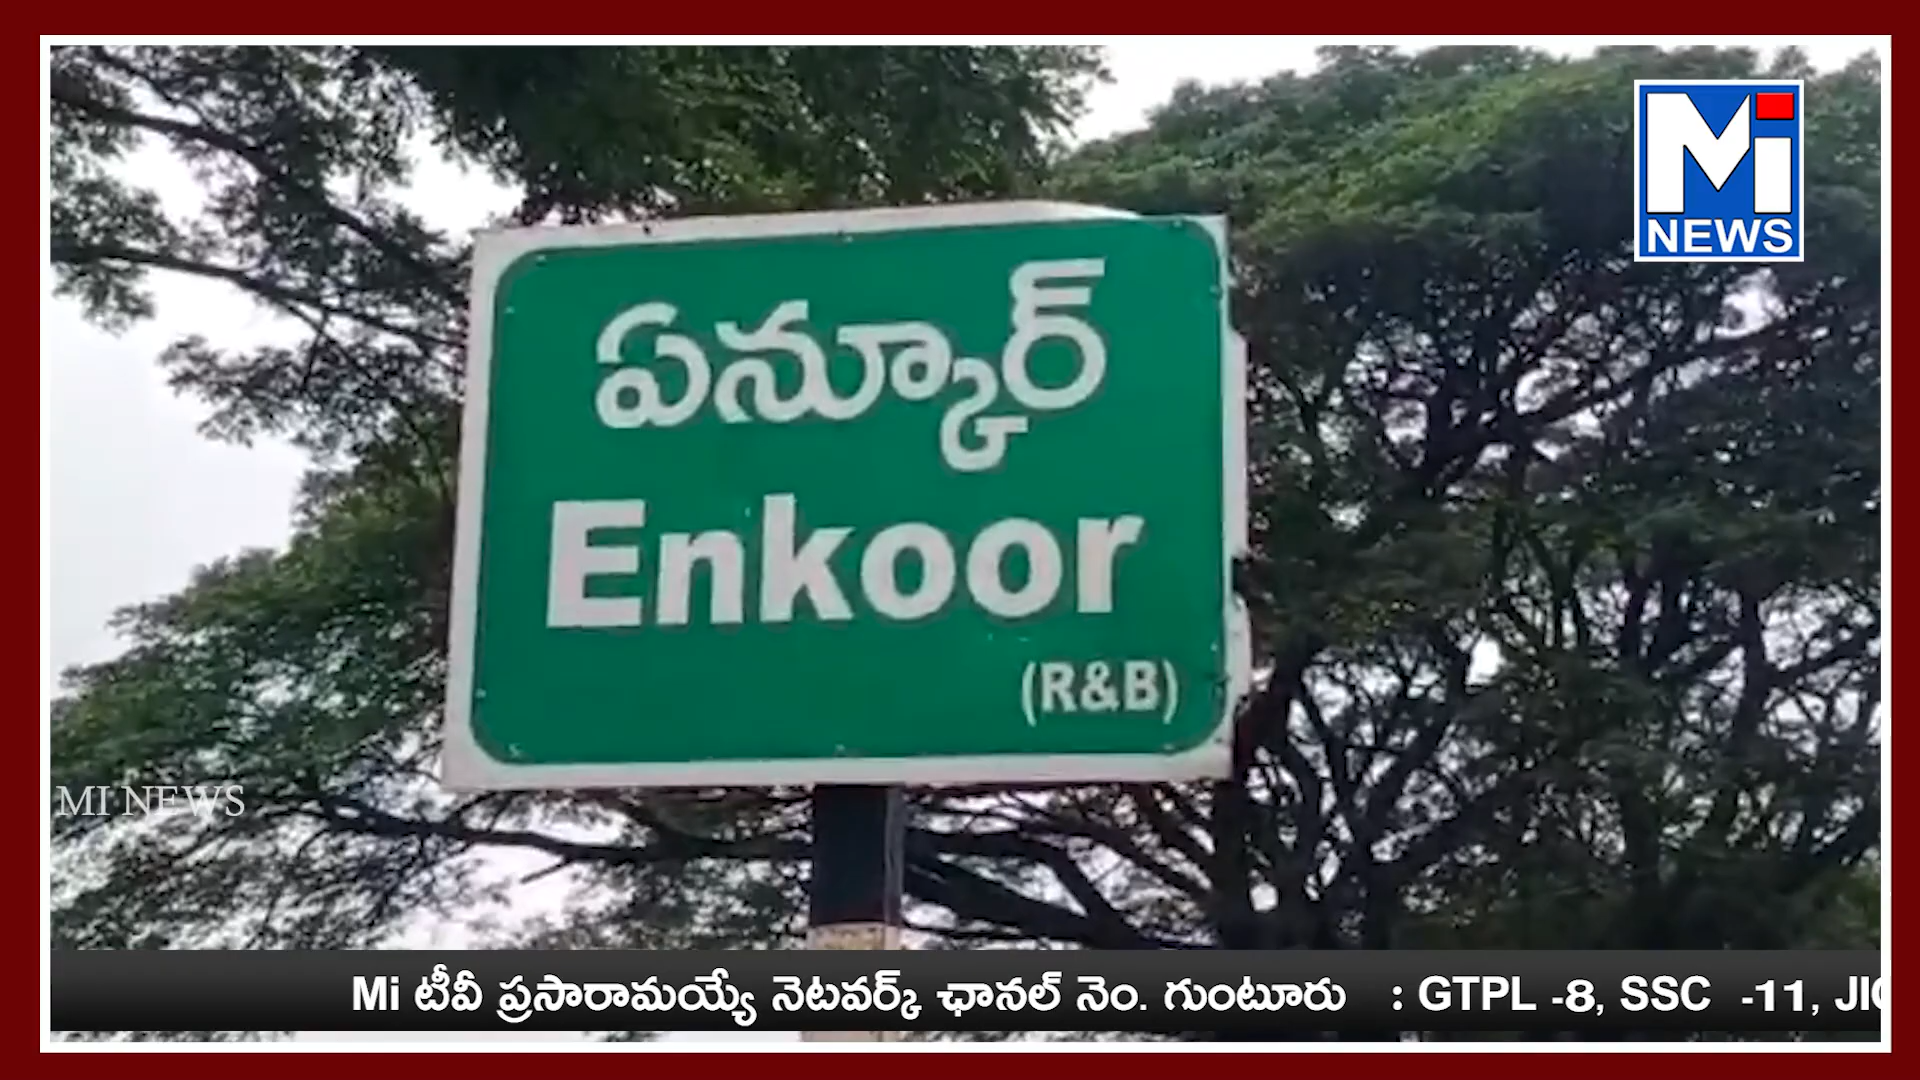 Mi
NEWS
ఏన్కూర్
Enkoor
(R&B)
MI NEWS
Mi టీవీ ప్రసారామయ్యే నెటవర్క్ ఛానల్ నెం. గుంటూరు : GTPL -8, SSC -11,